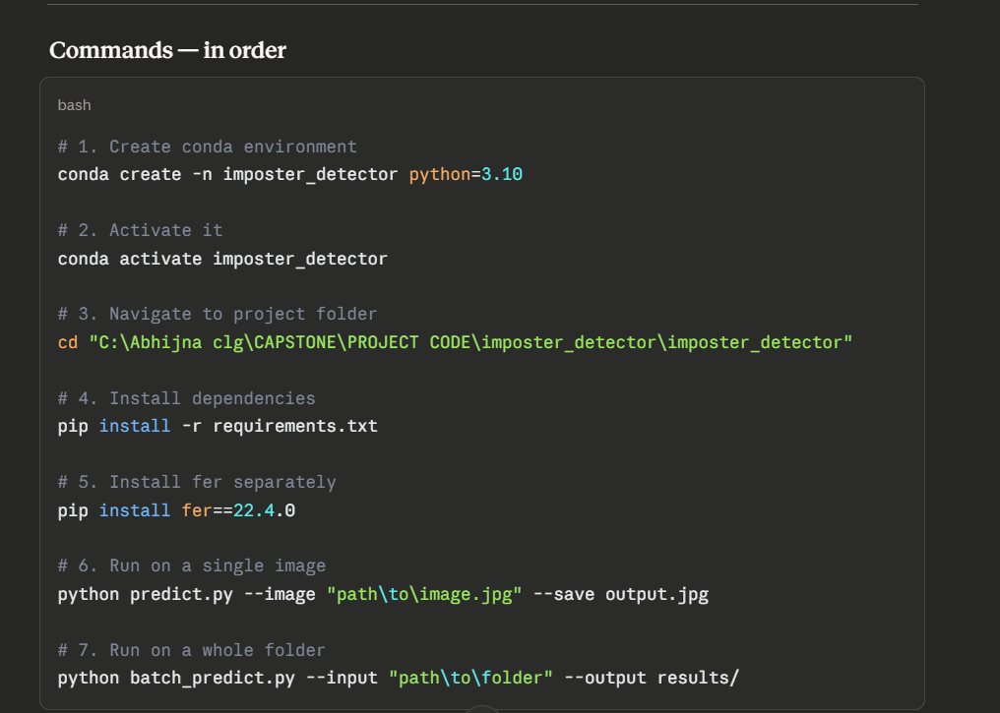 Commands — in order
bash
# 1. Create conda environment
conda create -n imposter_detector python=3.10
# 2. Activate it
conda activate imposter_detector
# 3. Navigate to project folder
cd "C:\Abhijna clg\CAPSTONE\PROJECT CODE\imposter_detector\imposter_detector"
# 4. Install dependencies
pip install -r requirements.txt
# 5. Install fer separately
pip install fer==22.4.0
# 6. Run on a single image
python predict.py --image "path\to\image.jpg" --save output.jpg
# 7. Run on a whole folder
python batch_predict.py --input "path\to\folder" --output results/